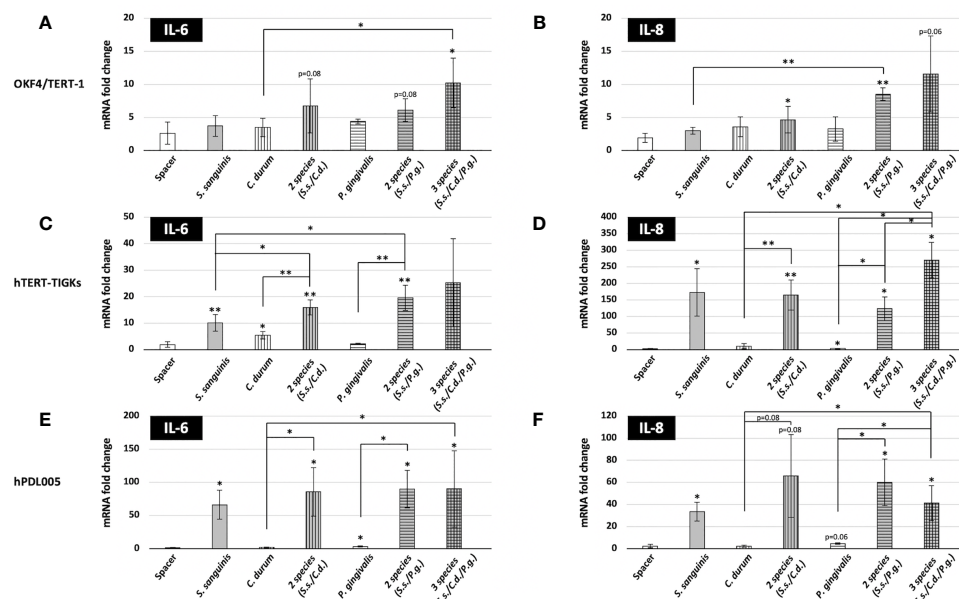 A
IL-6
OKF4/TERT-1
mRNA fold change
20
15
10
5
0
*
p=0.08
p=0.08
*
Spacer
S. sanguinis
C. durum
2 species
(S.s./C.d.)
P. gingivalis
2 species
(S.s./P.g.)
3 species
(S.s./C.d./P.g.)
B
IL-8
mRNA fold change
20
15
10
5
0
**
*
**
p=0.06
Spacer
S. sanguinis
C. durum
2 species
(S.s./C.d.)
P. gingivalis
2 species
(S.s./P.g.)
3 species
(S.s./C.d./P.g.)
C
IL-6
hTERT-TIGKs
mRNA fold change
50
40
30
20
10
0
*
*
**
**
**
*
**
**
Spacer
S. sanguinis
C. durum
2 species
(S.s./C.d.)
P. gingivalis
2 species
(S.s./P.g.)
3 species
(S.s./C.d./P.g.)
D
IL-8
mRNA fold change
400
350
300
250
200
150
100
50
0
*
*
*
**
*
*
**
*
*
*
Spacer
S. sanguinis
C. durum
2 species
(S.s./C.d.)
P. gingivalis
2 species
(S.s./P.g.)
3 species
(S.s./C.d./P.g.)
E
IL-6
hPDL005
mRNA fold change
200
150
100
50
0
*
*
*
*
*
*
*
*
Spacer
S. sanguinis
C. durum
2 species
(S.s./C.d.)
P. gingivalis
2 species
(S.s./P.g.)
3 species
(S.s./C.d./P.g.)
F
IL-8
mRNA fold change
120
100
80
60
40
20
0
*
p=0.08
*
*
*
p=0.08
p=0.06
*
*
Spacer
S. sanguinis
C. durum
2 species
(S.s./C.d.)
P. gingivalis
2 species
(S.s./P.g.)
3 species
(S.s./C.d./P.g.)